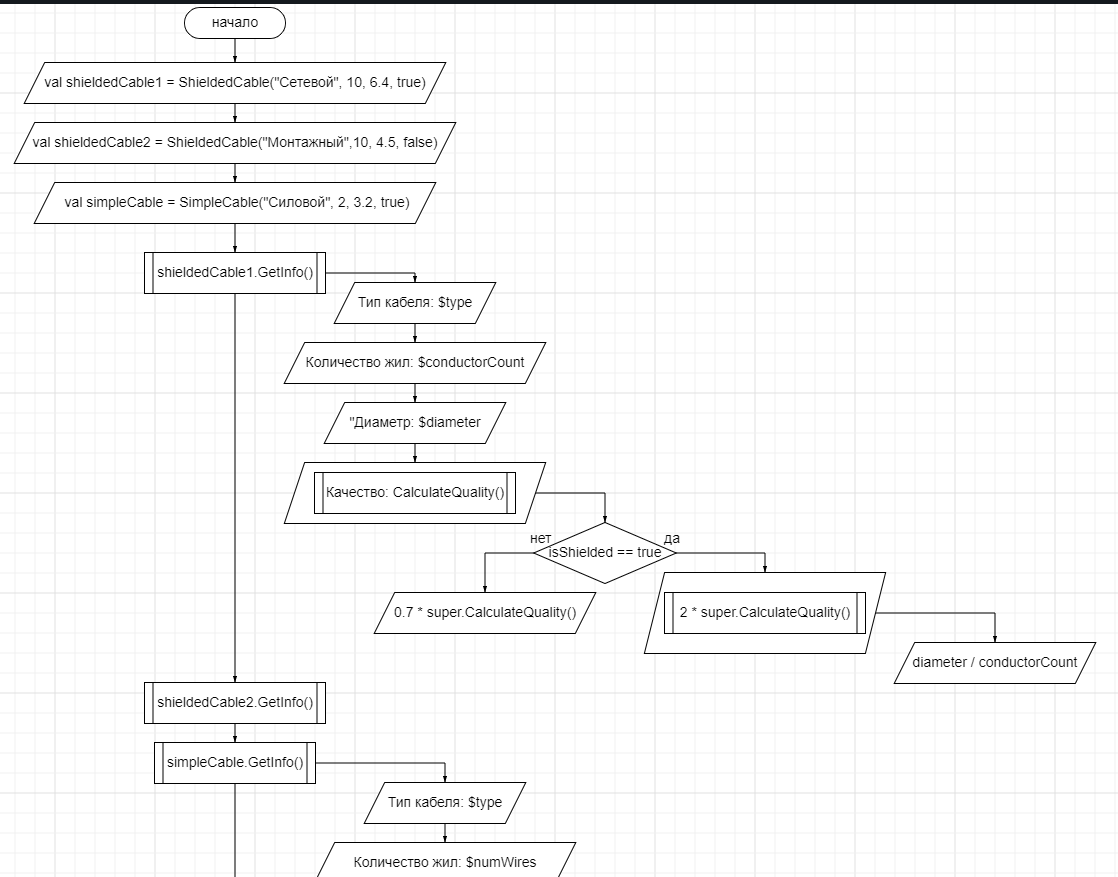 начало
val shieldedCable1 = ShieldedCable("Сетевой", 10, 6.4, true)
val shieldedCable2 = ShieldedCable("Монтажный",10, 4.5, false)
val simpleCable = SimpleCable("Силовой", 2, 3.2, true)
shieldedCable1.GetInfo()
Тип кабеля: $type
Количество жил: $conductorCount
"Диаметр: $diameter
Качество: CalculateQuality()
нет
да
isShielded == true
0.7 * super.CalculateQuality()
2 * super.CalculateQuality()
diameter / conductorCount
shieldedCable2.GetInfo()
simpleCable.GetInfo()
Тип кабеля: $type
Количество жил: $numWires